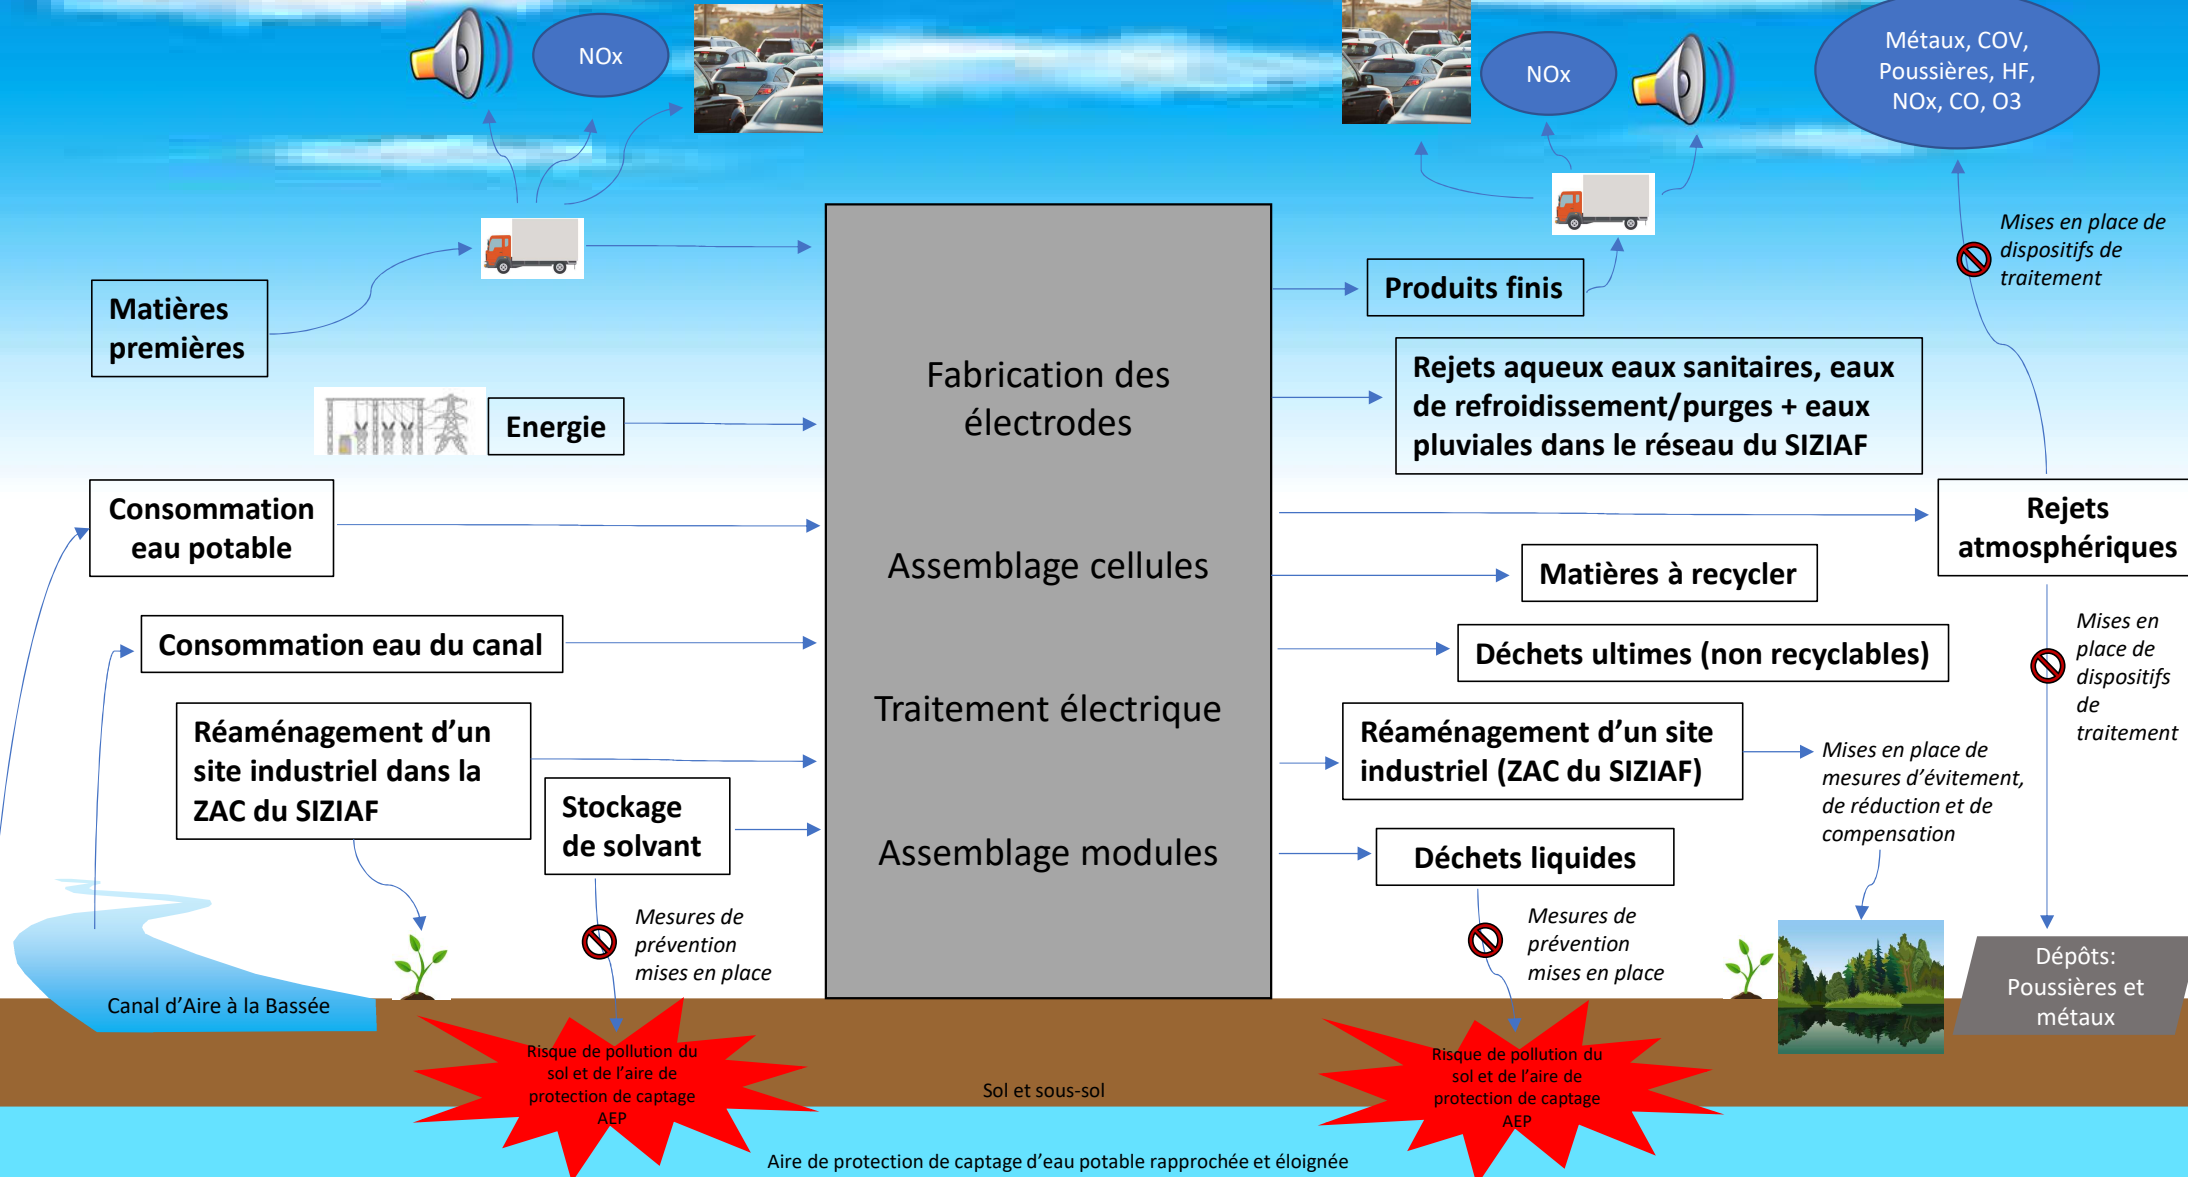 NOx
NOx
Métaux, COV,
Poussières, HF,
NOx, CO, O3
Mises en place de
dispositifs de
traitement
Matières
premières
Produits finis
Energie
Rejets aqueux eaux sanitaires, eaux
de refroidissement/purges + eaux
pluviales dans le réseau du SIZIAF
Fabrication des
électrodes
Consommation
eau potable
Rejets
atmosphériques
Assemblage cellules
Matières à recycler
Consommation eau du canal
Déchets ultimes (non recyclables)
Mises en
place de
dispositifs
de
traitement
Réaménagement d’un
site industriel dans la
ZAC du SIZIAF
Traitement électrique
Réaménagement d’un site
industriel (ZAC du SIZIAF)
Mises en place de
mesures d’évitement,
de réduction et de
compensation
Stockage
de solvant
Assemblage modules
Déchets liquides
Mesures de
prévention
mises en place
Mesures de
prévention
mises en place
Canal d’Aire à la Bassée
Dépôts:
Poussières et
métaux
Risque de pollution du
sol et de l’aire de
protection de captage
AEP
Sol et sous-sol
Risque de pollution du
sol et de l’aire de
protection de captage
AEP
Aire de protection de captage d’eau potable rapprochée et éloignée